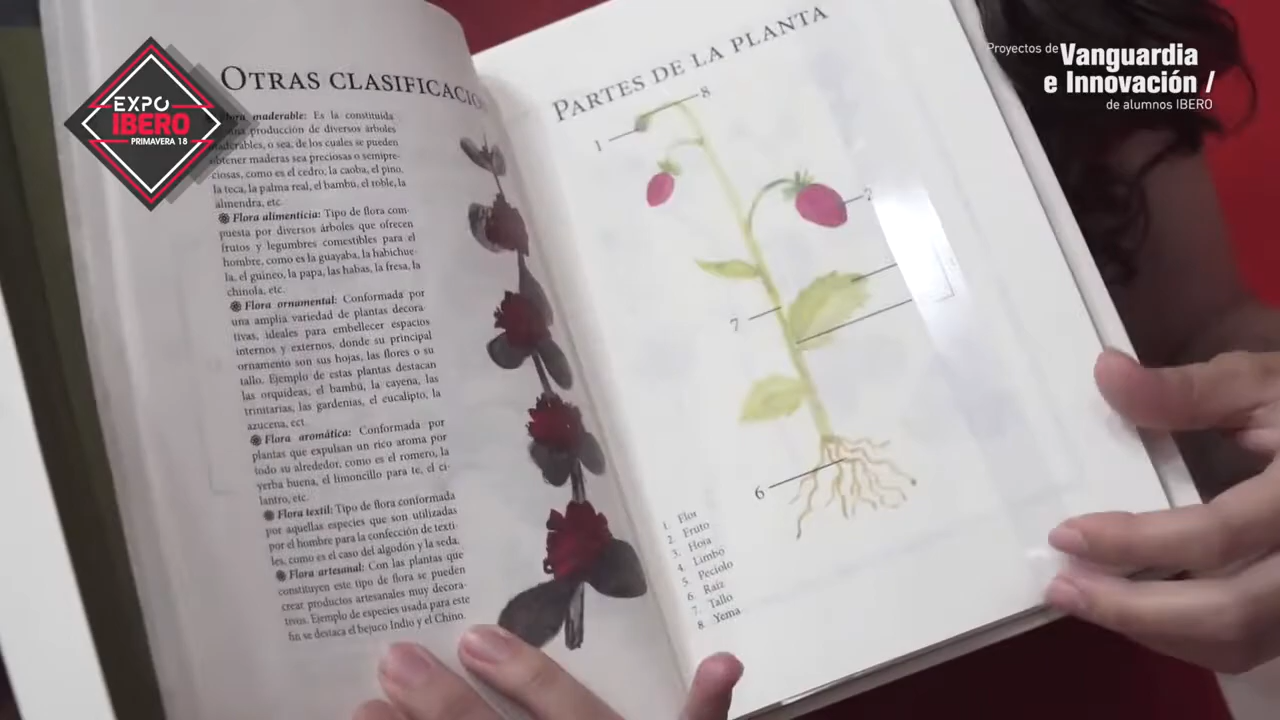 EXPO
IBERO
PRIMAVERA 18
Proyectos de Vanguardia
e Innovación /
de alumnos IBERO
OTRAS CLASIFICACIO
flora maderable: Es la constituida
una producción de diversos árboles
maderables, o sea, de los cuales se pueden
obtener maderas sea preciosas o semipre-
ciosas, como es el cedro, la caoba, el pino,
la teca, la palma real, el bambú, el roble, la
almendra, etc.
Flora alimenticia: Tipo de flora com-
puesta por diversos árboles que ofrecen
frutos y legumbres comestibles para el
hombre, como es la guayaba, la habichue-
la, el guineo, la papa, las habas, la fresa, la
chinola, etc.
Flora ornamental: Conformada por
una amplia variedad de plantas decora-
tivas, ideales para embellecer espacios
internos y externos, donde su principal
ornamento son sus hojas, las flores o su
tallo. Ejemplo de estas plantas destacan
las orquídeas, el bambú, la cayena, las
trinitarias, las gardenias, el eucalipto, la
azucena, ect.
Flora aromática: Conformada por
plantas que expulsan un rico aroma por
todo su alrededor, como es el romero, la
yerba buena, el limoncillo para te, el ci-
lantro, etc.
Flora textil: Tipo de flora conformada
por aquellas especies que son utilizadas
por el hombre para la confección de texti-
les, como es el caso del algodón y la seda.
Flora artesanal: Con las plantas que
constituyen este tipo de flora se pueden
crear productos artesanales muy decora-
tivos. Ejemplo de especies usada para este
fin se destaca el bejuco Indio y el Chino.
PARTES DE LA PLANTA
8
1
2
7
6
1 Flor
2 Fruto
3 Hoja
4 Limbo
5 Pecíolo
6 Raíz
7 Tallo
8 Yema